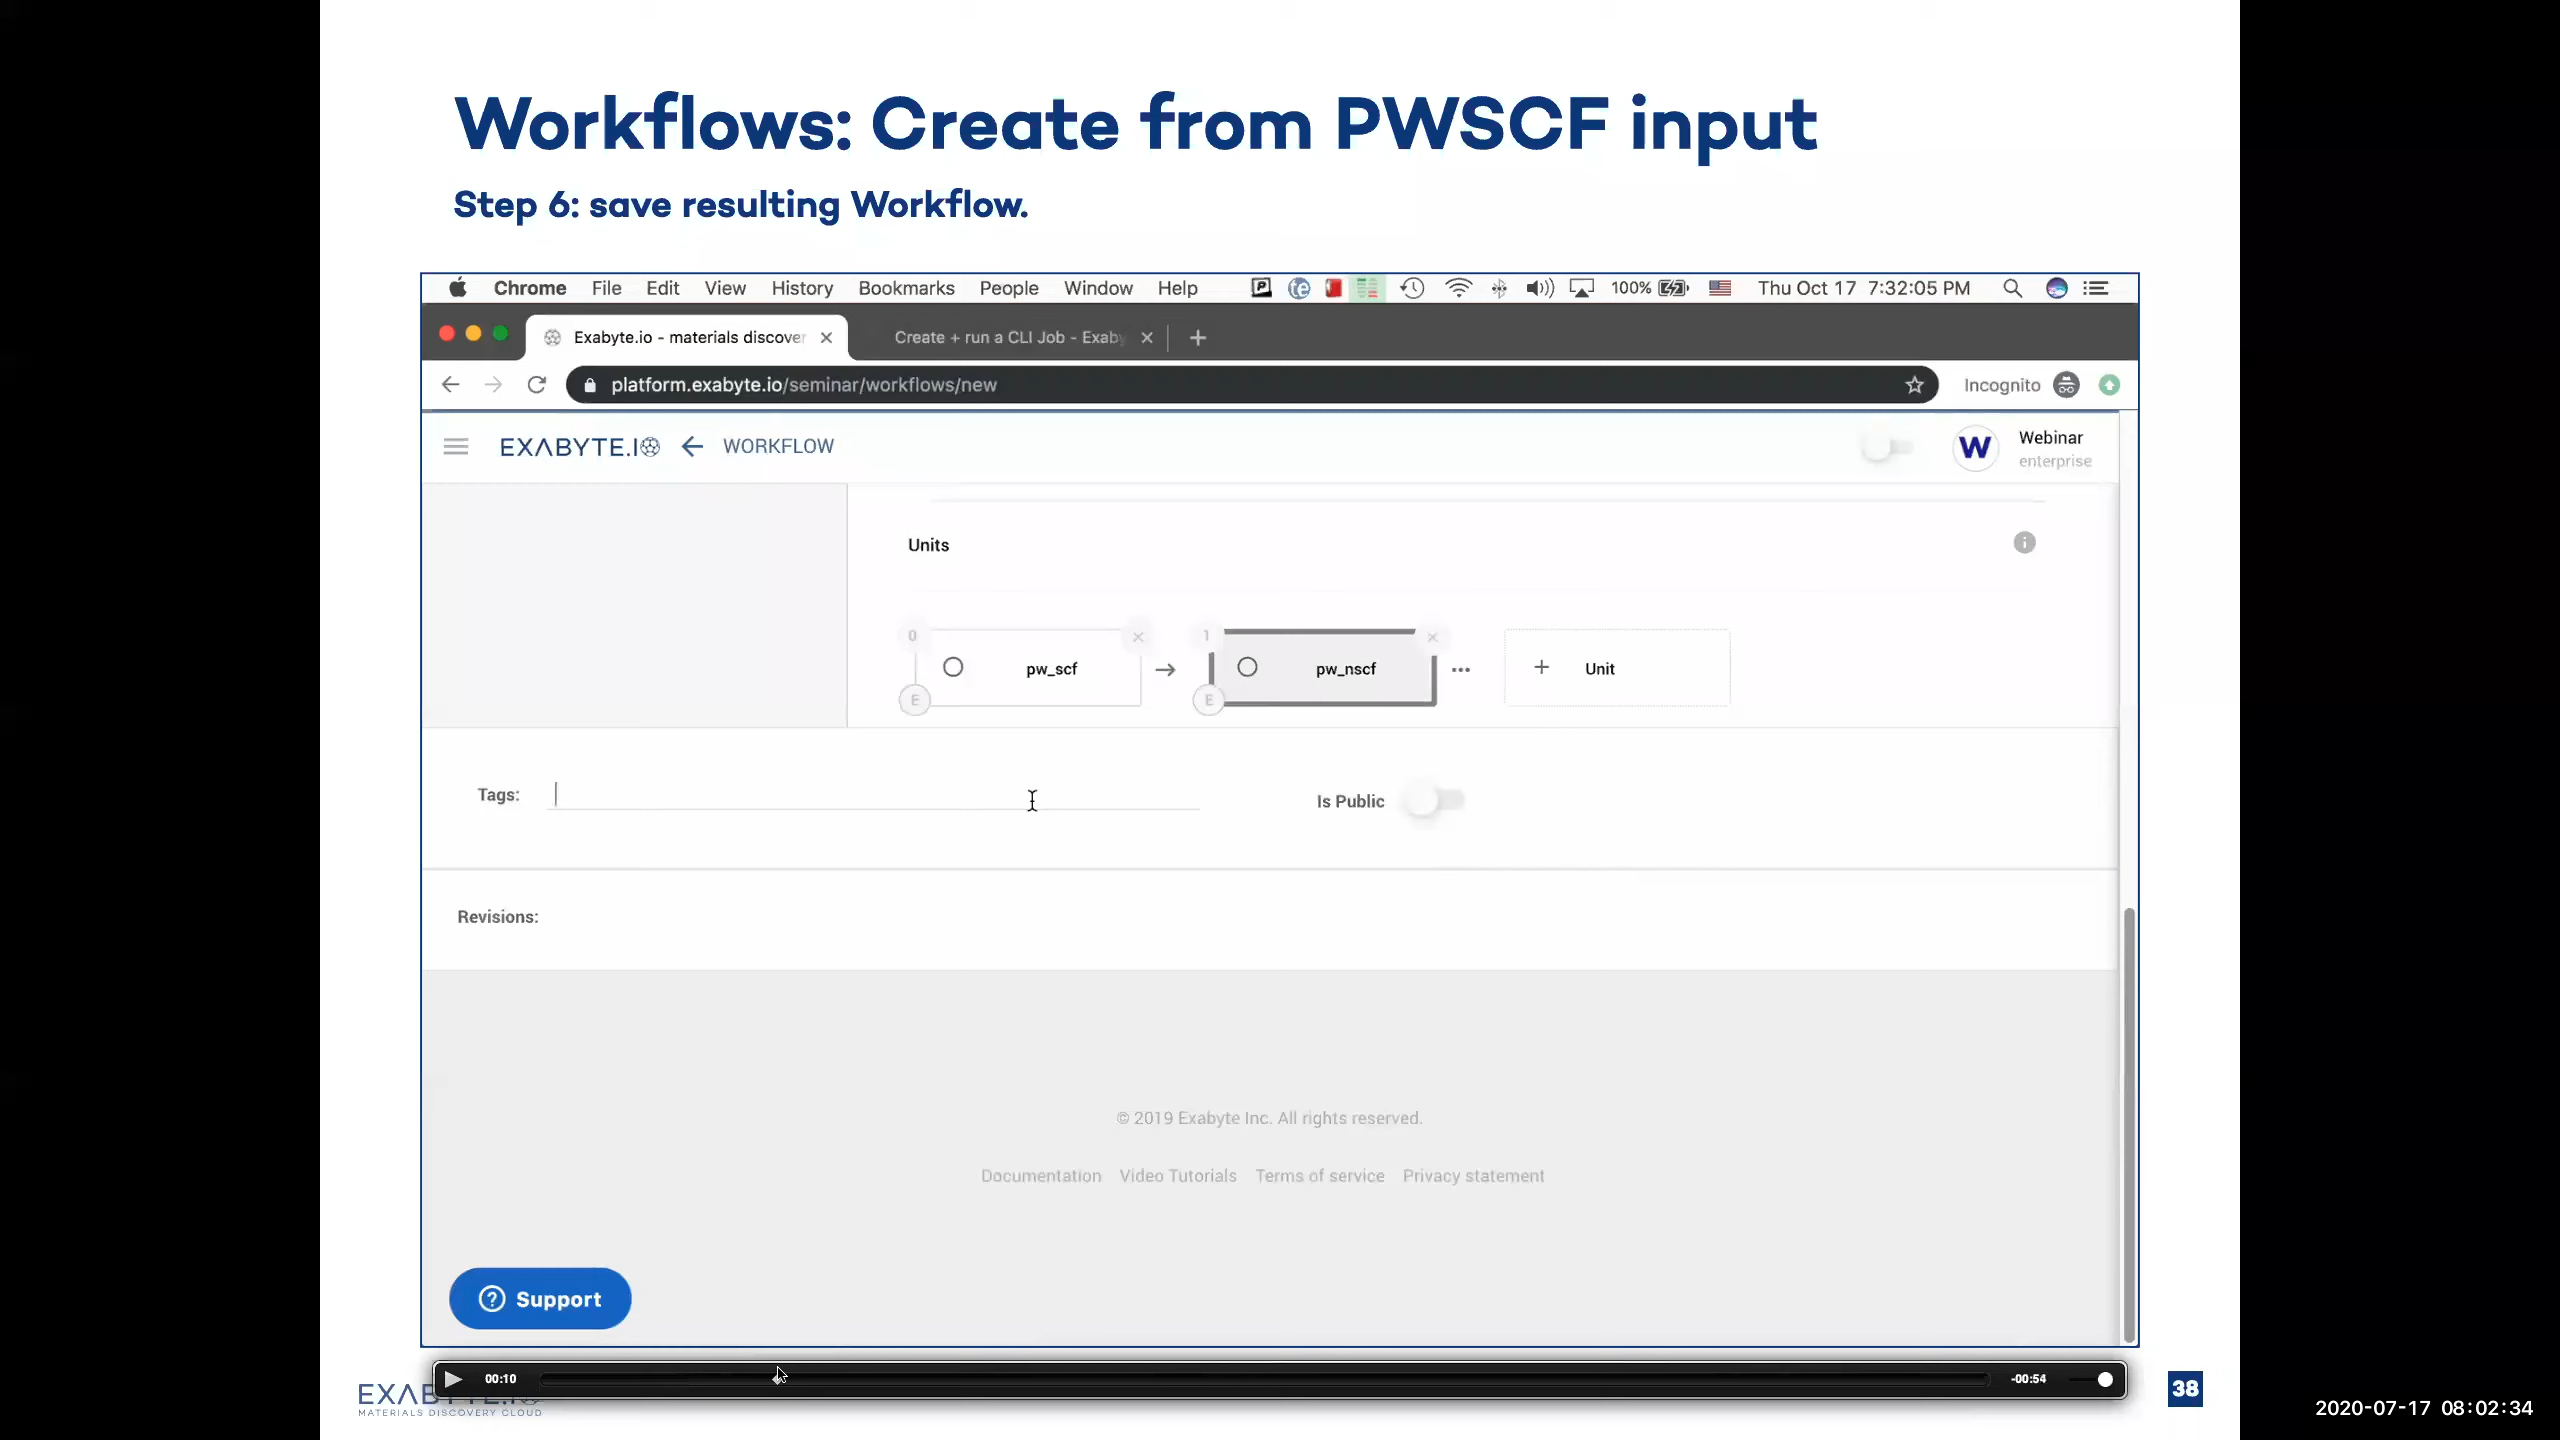 Workflows: Create from PWSCF input
Step 6: save resulting Workflow.
Chrome File Edit View History Bookmarks People Window Help 100% Thu Oct 17 7:32:05 PM
Exabyte.io - materials discover Create + run a CLI Job - Exaby
platform.exabyte.io/seminar/workflows/new Incognito
EXABYTE.IO WORKFLOW W Webinar
enterprise
Units
0 1
pw_scf pw_nscf + Unit
E E
Tags: Is Public
Revisions:
© 2019 Exabyte Inc. All rights reserved.
Documentation Video Tutorials Terms of service Privacy statement
Support
00:10 -00:54
MATERIALS DISCOVERY CLOUD
38
2020-07-17 08:02:34